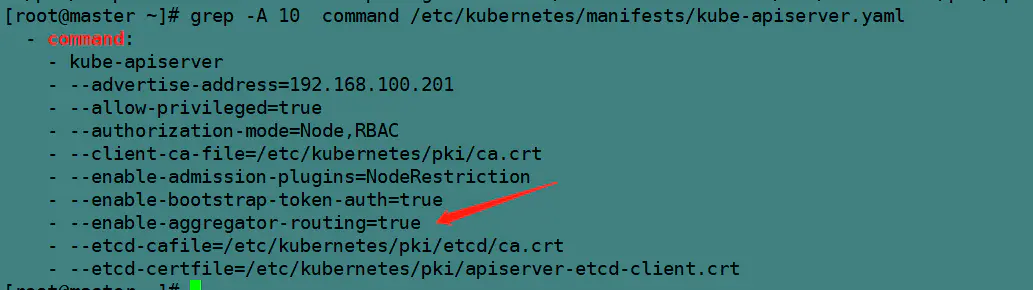 [root@master ~]# grep -A 10  command /etc/kubernetes/manifests/kube-apiserver.yaml
  - command:
    - kube-apiserver
    - --advertise-address=192.168.100.201
    - --allow-privileged=true
    - --authorization-mode=Node,RBAC
    - --client-ca-file=/etc/kubernetes/pki/ca.crt
    - --enable-admission-plugins=NodeRestriction
    - --enable-bootstrap-token-auth=true
    - --enable-aggregator-routing=true
    - --etcd-cafile=/etc/kubernetes/pki/etcd/ca.crt
    - --etcd-certfile=/etc/kubernetes/pki/apiserver-etcd-client.crt
[root@master ~]#